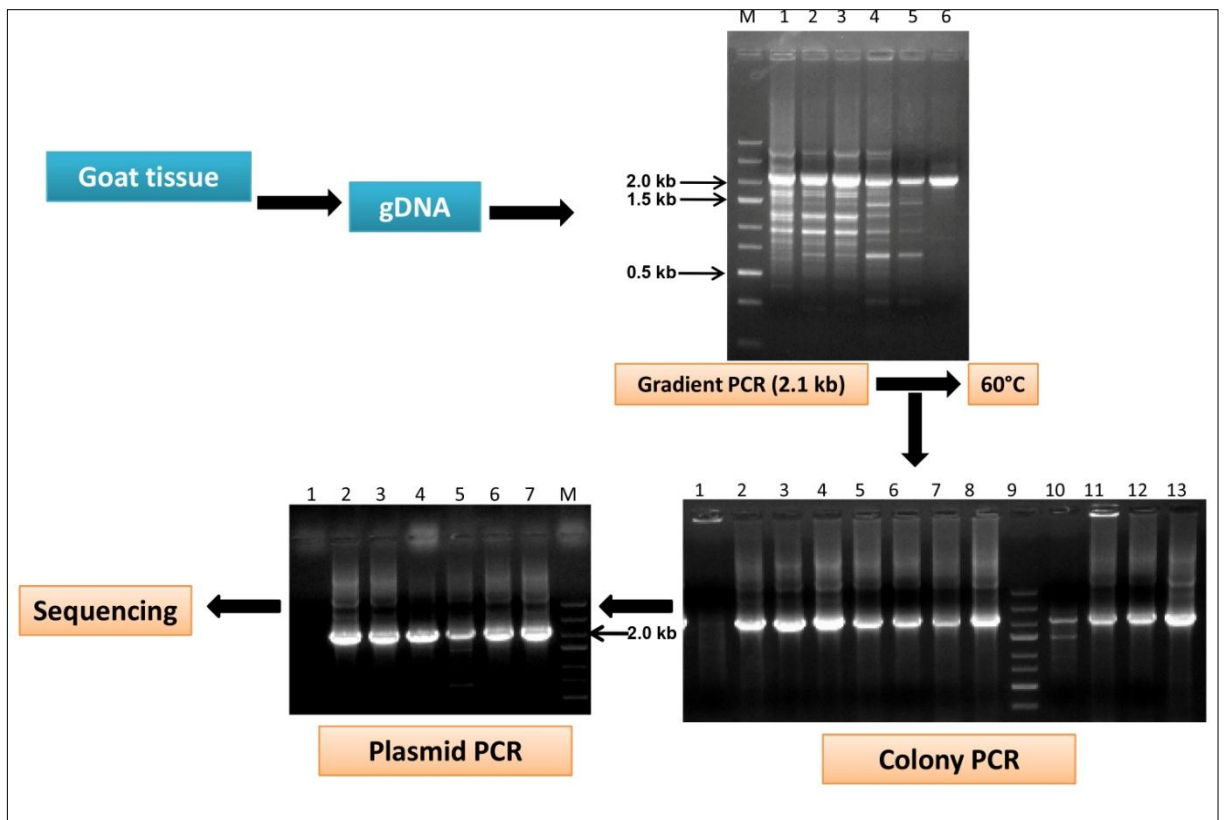 M 1 2 3 4 5 6
Goat tissue
gDNA
2.0 kb
1.5 kb
0.5 kb
Gradient PCR (2.1 kb)
60°C
1 2 3 4 5 6 7 M
1 2 3 4 5 6 7 8 9 10 11 12 13
Sequencing
2.0 kb
Plasmid PCR
Colony PCR